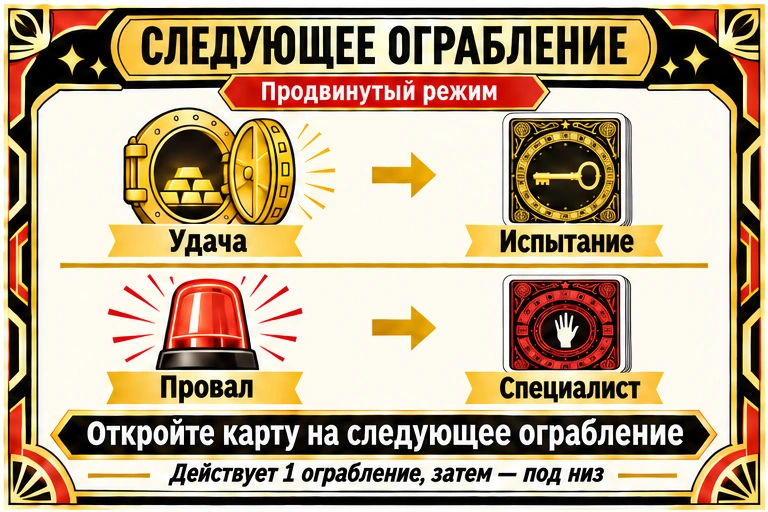 СЛЕДУЮЩЕЕ ОГРАБЛЕНИЕ
Продвинутый режим
Удача
Испытание
Провал
Специалист
Откройте карту на следующее ограбление
Действует 1 ограбление, затем — под низ